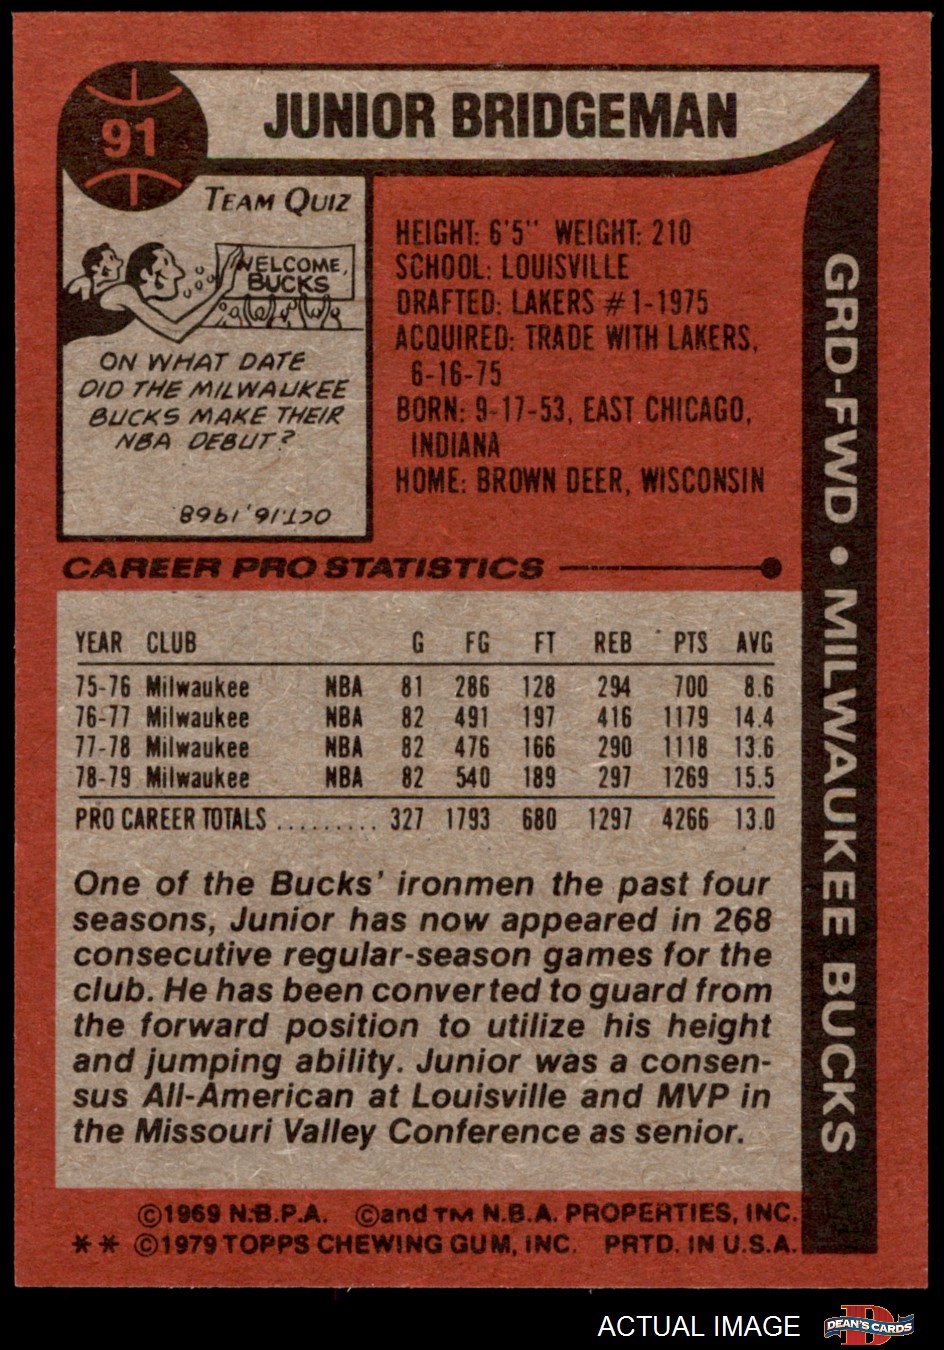 91
JUNIOR BRIDGEMAN
TEAM QUIZ
WELCOME,
BUCKS
ON WHAT DATE
DID THE MILWAUKEE
BUCKS MAKE THEIR
NBA DEBUT?
OCT.16, 1968.
HEIGHT: 6'5" WEIGHT: 210
SCHOOL: LOUISVILLE
DRAFTED: LAKERS #1-1975
ACQUIRED: TRADE WITH LAKERS,
6-16-75
BORN: 9-17-53, EAST CHICAGO,
INDIANA
HOME: BROWN DEER, WISCONSIN
GRD-FWD • MILWAUKEE BUCKS
CAREER PRO STATISTICS
YEAR CLUB G FG FT REB PTS AVG
75-76 Milwaukee NBA 81 286 128 294 700 8.6
76-77 Milwaukee NBA 82 491 197 416 1179 14.4
77-78 Milwaukee NBA 82 476 166 290 1118 13.6
78-79 Milwaukee NBA 82 540 189 297 1269 15.5
PRO CAREER TOTALS ......... 327 1793 680 1297 4266 13.0
One of the Bucks' ironmen the past four
seasons, Junior has now appeared in 268
consecutive regular-season games for the
club. He has been converted to guard from
the forward position to utilize his height
and jumping ability. Junior was a consen-
sus All-American at Louisville and MVP in
the Missouri Valley Conference as senior.
©1969 N.B.P.A. ©and TM N.B.A. PROPERTIES, INC.
** ©1979 TOPPS CHEWING GUM, INC. PRTD. IN U.S.A.
ACTUAL IMAGE
D
DEAN'S CARDS